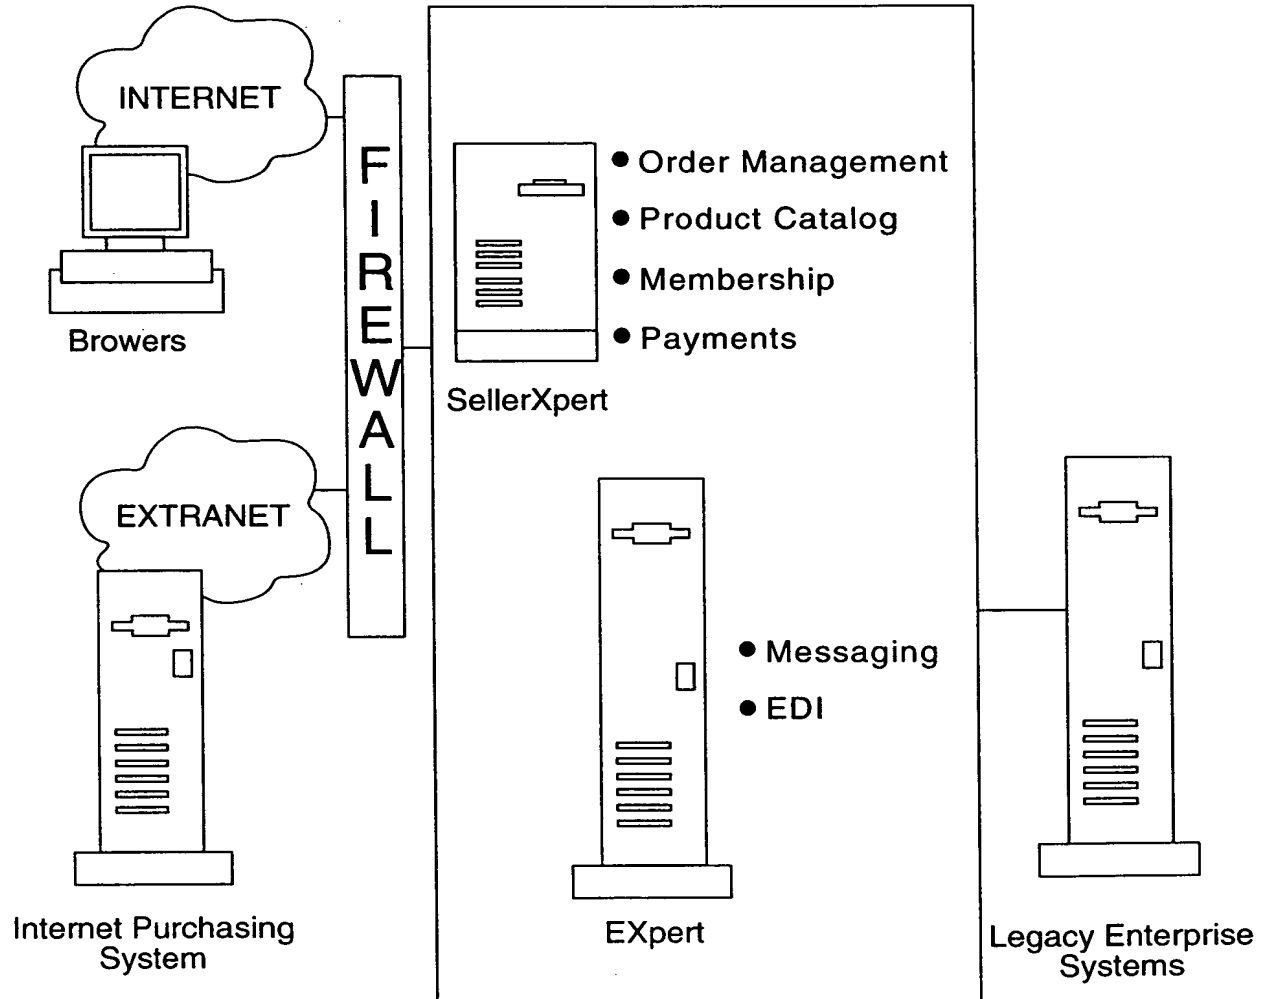 INTERNET
Browers
EXTRANET
Internet Purchasing
System
FIREWALL
● Order Management
● Product Catalog
● Membership
● Payments
SellerXpert
● Messaging
● EDI
EXpert
Legacy Enterprise
Systems